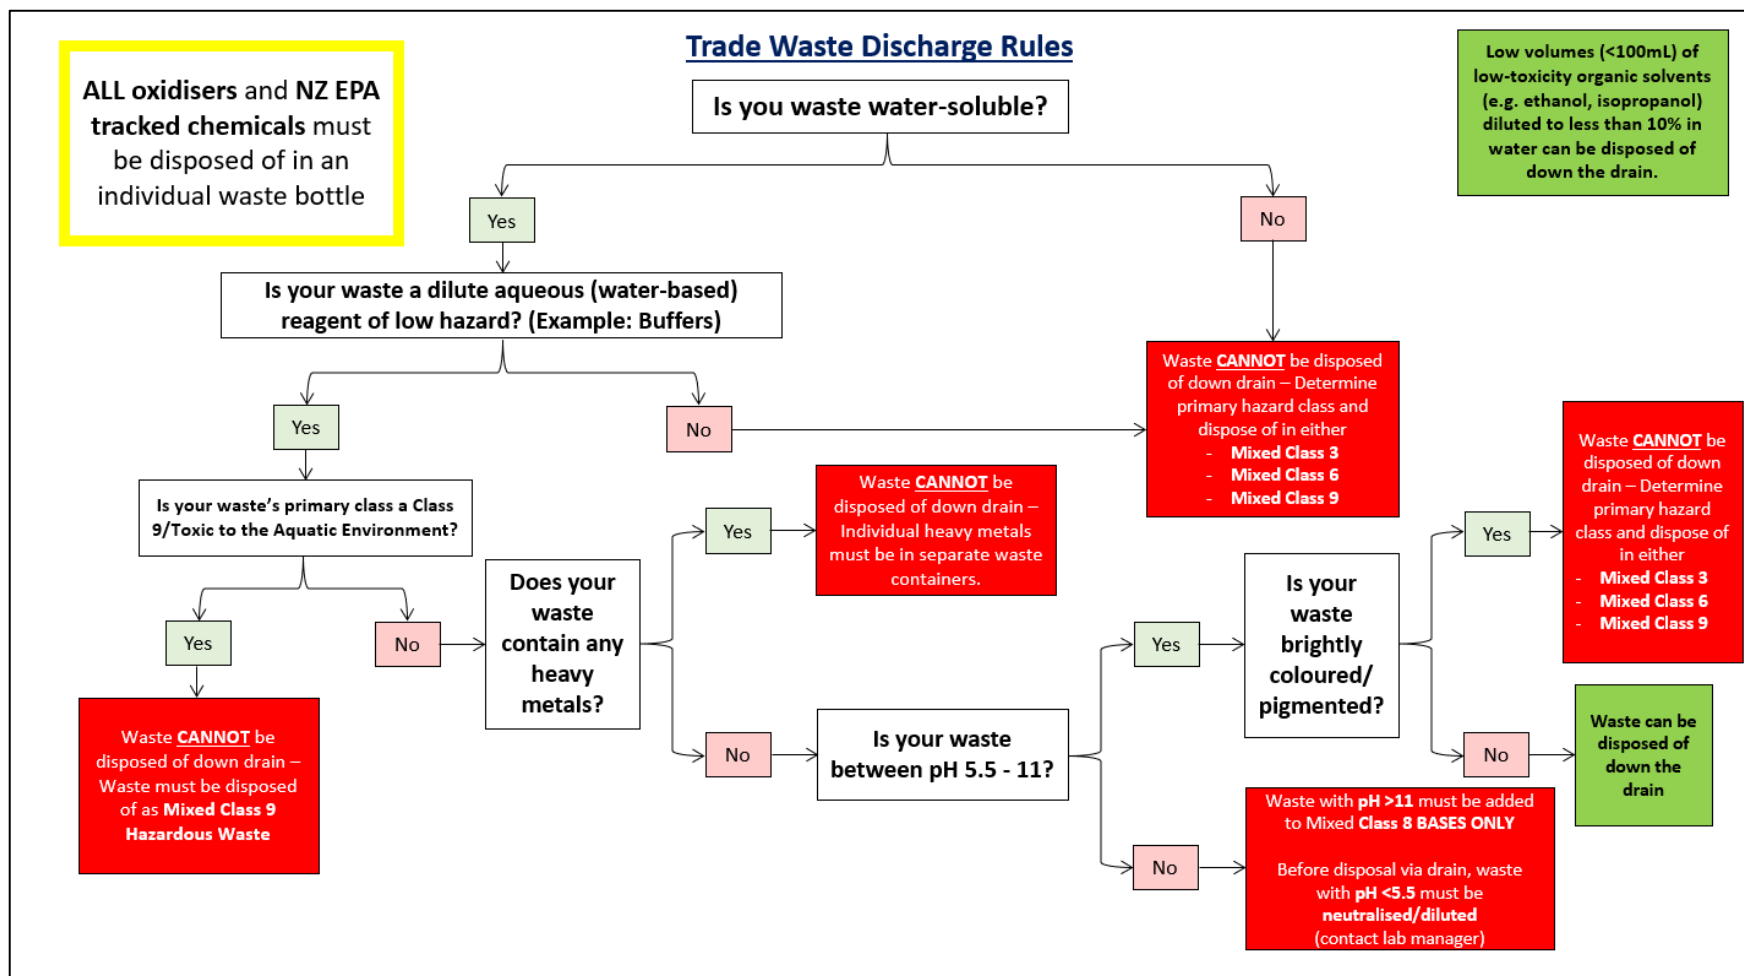 Trade Waste Discharge Rules
ALL oxidisers and NZ EPA
tracked chemicals must
be disposed of in an
individual waste bottle
Low volumes (<100mL) of
low-toxicity organic solvents
(e.g. ethanol, isopropanol)
diluted to less than 10% in
water can be disposed of
down the drain.
Is you waste water-soluble?
Yes
No
Is your waste a dilute aqueous (water-based)
reagent of low hazard? (Example: Buffers)
Yes
No
Waste CANNOT be disposed
of down drain – Determine
primary hazard class and
dispose of in either
- Mixed Class 3
- Mixed Class 6
- Mixed Class 9
Is your waste's primary class a Class
9/Toxic to the Aquatic Environment?
Yes
No
Waste CANNOT be
disposed of down drain –
Waste must be disposed
of as Mixed Class 9
Hazardous Waste
Does your
waste
contain any
heavy
metals?
Yes
No
Waste CANNOT be
disposed of down drain –
Individual heavy metals
must be in separate waste
containers.
Is your waste
between pH 5.5 - 11?
Yes
No
Waste with pH >11 must be added
to Mixed Class 8 BASES ONLY
Before disposal via drain, waste
with pH <5.5 must be
neutralised/diluted
(contact lab manager)
Is your
waste
brightly
coloured/
pigmented?
Yes
No
Waste CANNOT be
disposed of down
drain – Determine
primary hazard
class and dispose of
in either
- Mixed Class 3
- Mixed Class 6
- Mixed Class 9
Waste can be
disposed of
down the
drain